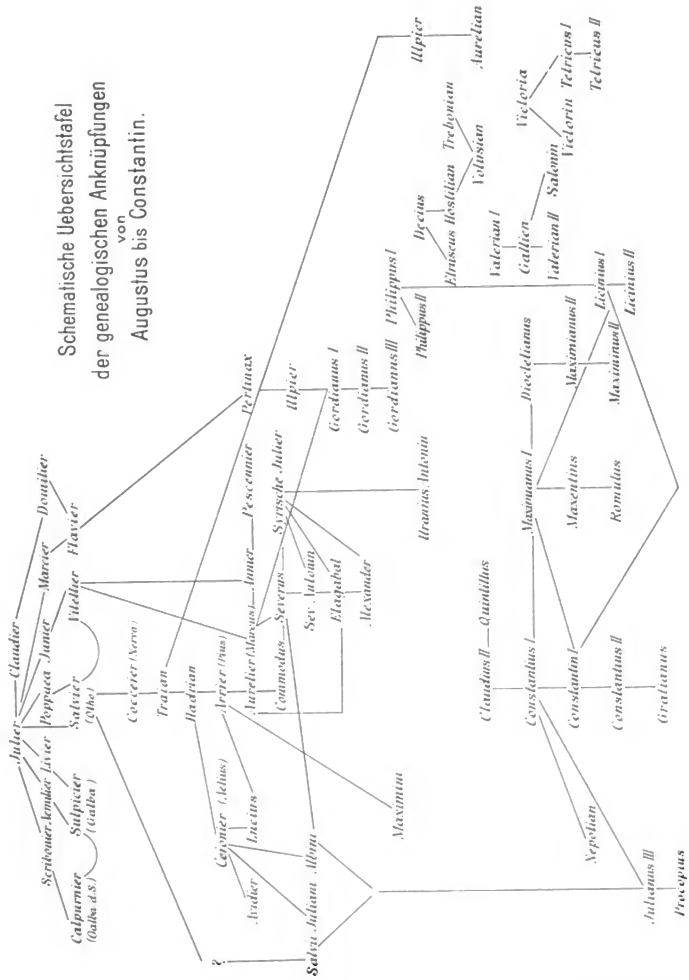 Schematische Uebersichtstafel
der genealogischen Anknüpfungen
von
Augustus bis Constantin.
Julier — Claudier
Scribonier Aemilier Livier Poppaea Junier Marcier Domitier
Calpurnier Sulpicier Salvier Vitellier Flavier
(Galba d.S.) (Galba) (Otho)
Cocceier (Nerva)
?
Traian
Hadrian Pertinax Ulpier
Ceionier (Aelius) Arrier (Pius) Ulpier Aurelian
Avidier Lucius
Aurelier (Marcus) — Annier — Pescennier
Salvii Juliani Albini Commodus — Severus Syrische Julier Gordianus I
Sev. Antonin Gordianus II
Elagabal Gordianus III
Maximini Alexander
Uranius Antonin
Philippus I Decius
Philippus II Etruscus Hostilian Trebonian
Volusian
Valerian I
Gallien Victoria
Valerian II Salonin Victorin Tetricus I
Tetricus II
Claudius II — Quintillus
Nepotian Constantius I Maximianus I — Diocletianus Licinius I
Constantin I Maxentius Maximianus II Licinius II
Julianus III Constantius II Romulus Maximinus II
Procopius Gratianus